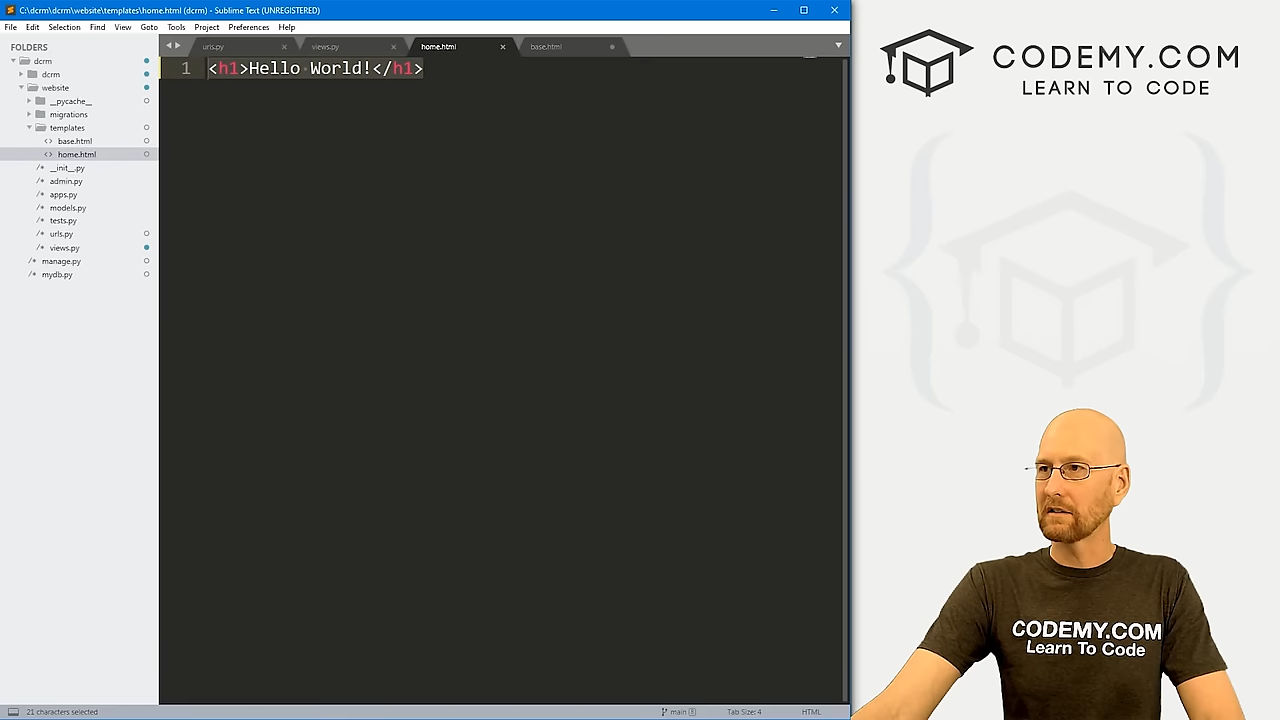 C:\dcrm\dcrm\website\templates\home.html (dcrm) - Sublime Text (UNREGISTERED)
File Edit Selection Find View Goto Tools Project Preferences Help
FOLDERS
dcrm
dcrm
website
__pycache__
migrations
templates
base.html
home.html
__init__.py
admin.py
apps.py
models.py
tests.py
urls.py
views.py
manage.py
mydb.py
urls.py
views.py
home.html
base.html
1 <h1>Hello World!</h1>
21 characters selected
main 8
Tab Size: 4
HTML
CODEMY.COM
LEARN TO CODE
CODEMY.COM
Learn To Code